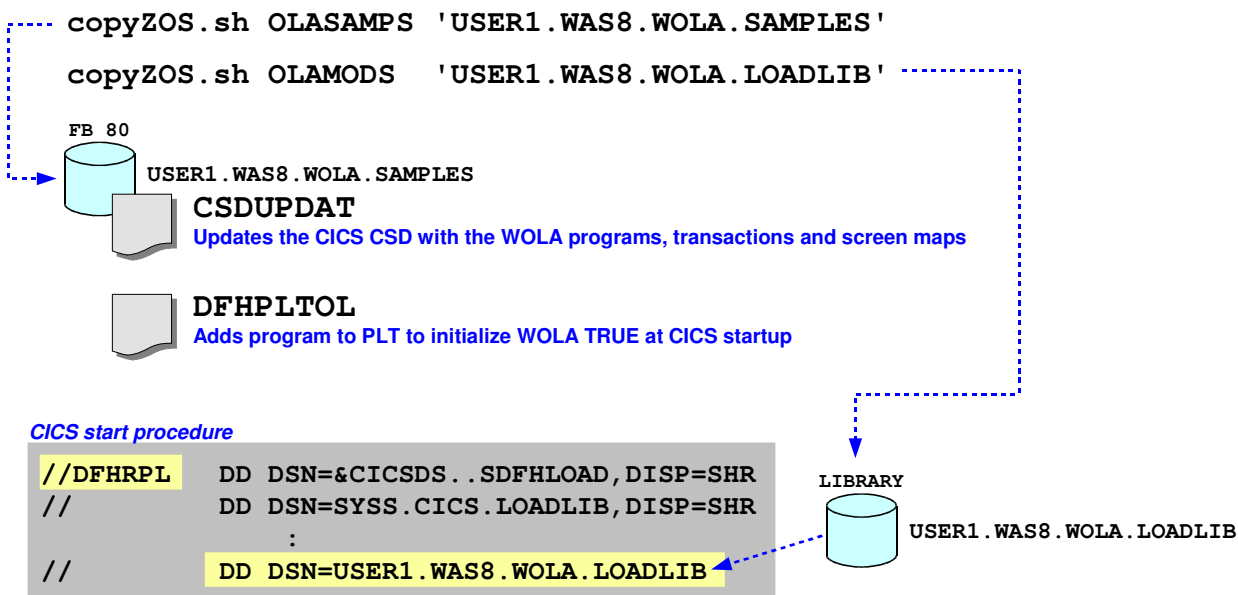 copyZOS.sh OLASAMPS 'USER1.WAS8.WOLA.SAMPLES'
copyZOS.sh OLAMODS 'USER1.WAS8.WOLA.LOADLIB'
FB 80
USER1.WAS8.WOLA.SAMPLES
CSDUPDAT
Updates the CICS CSD with the WOLA programs, transactions and screen maps
DFHPLTOL
Adds program to PLT to initialize WOLA TRUE at CICS startup
CICS start procedure
//DFHRPL DD DSN=&CICSDS..SDFHLOAD,DISP=SHR
// DD DSN=SYSS.CICS.LOADLIB,DISP=SHR
:
// DD DSN=USER1.WAS8.WOLA.LOADLIB
LIBRARY
USER1.WAS8.WOLA.LOADLIB